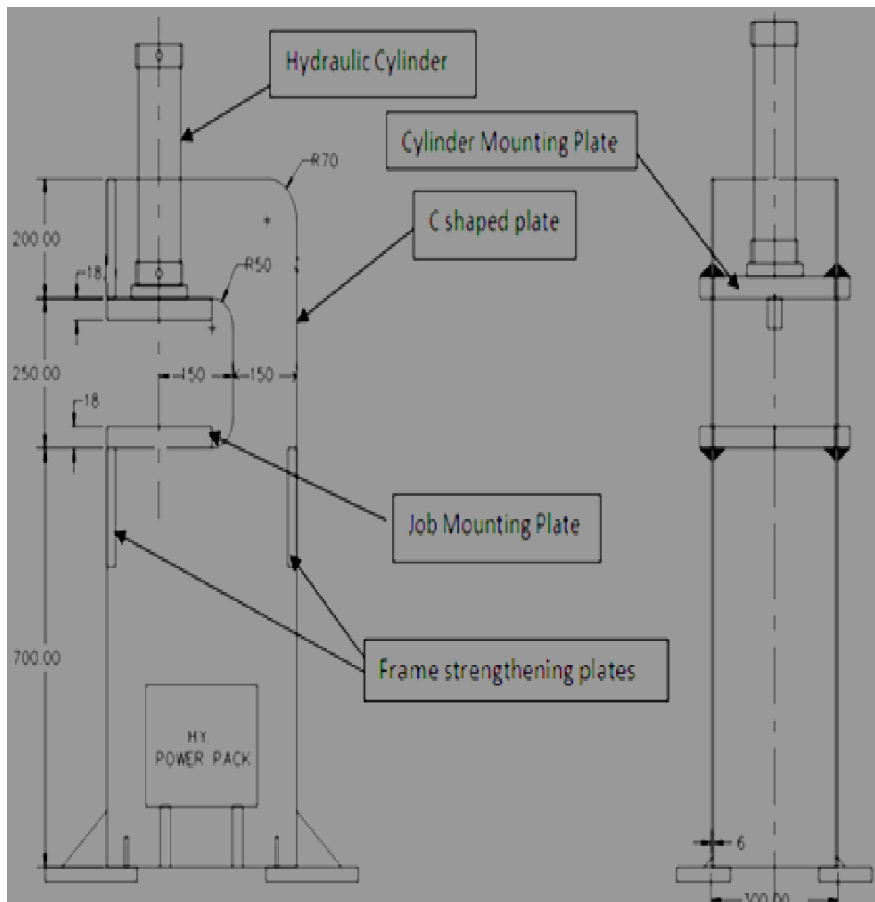 Hydraulic Cylinder
Cylinder Mounting Plate
R70
C shaped plate
200.00
R50
18
250.00
150
150
18
Job Mounting Plate
700.00
Frame strengthening plates
HY.
POWER PACK
6
300.00